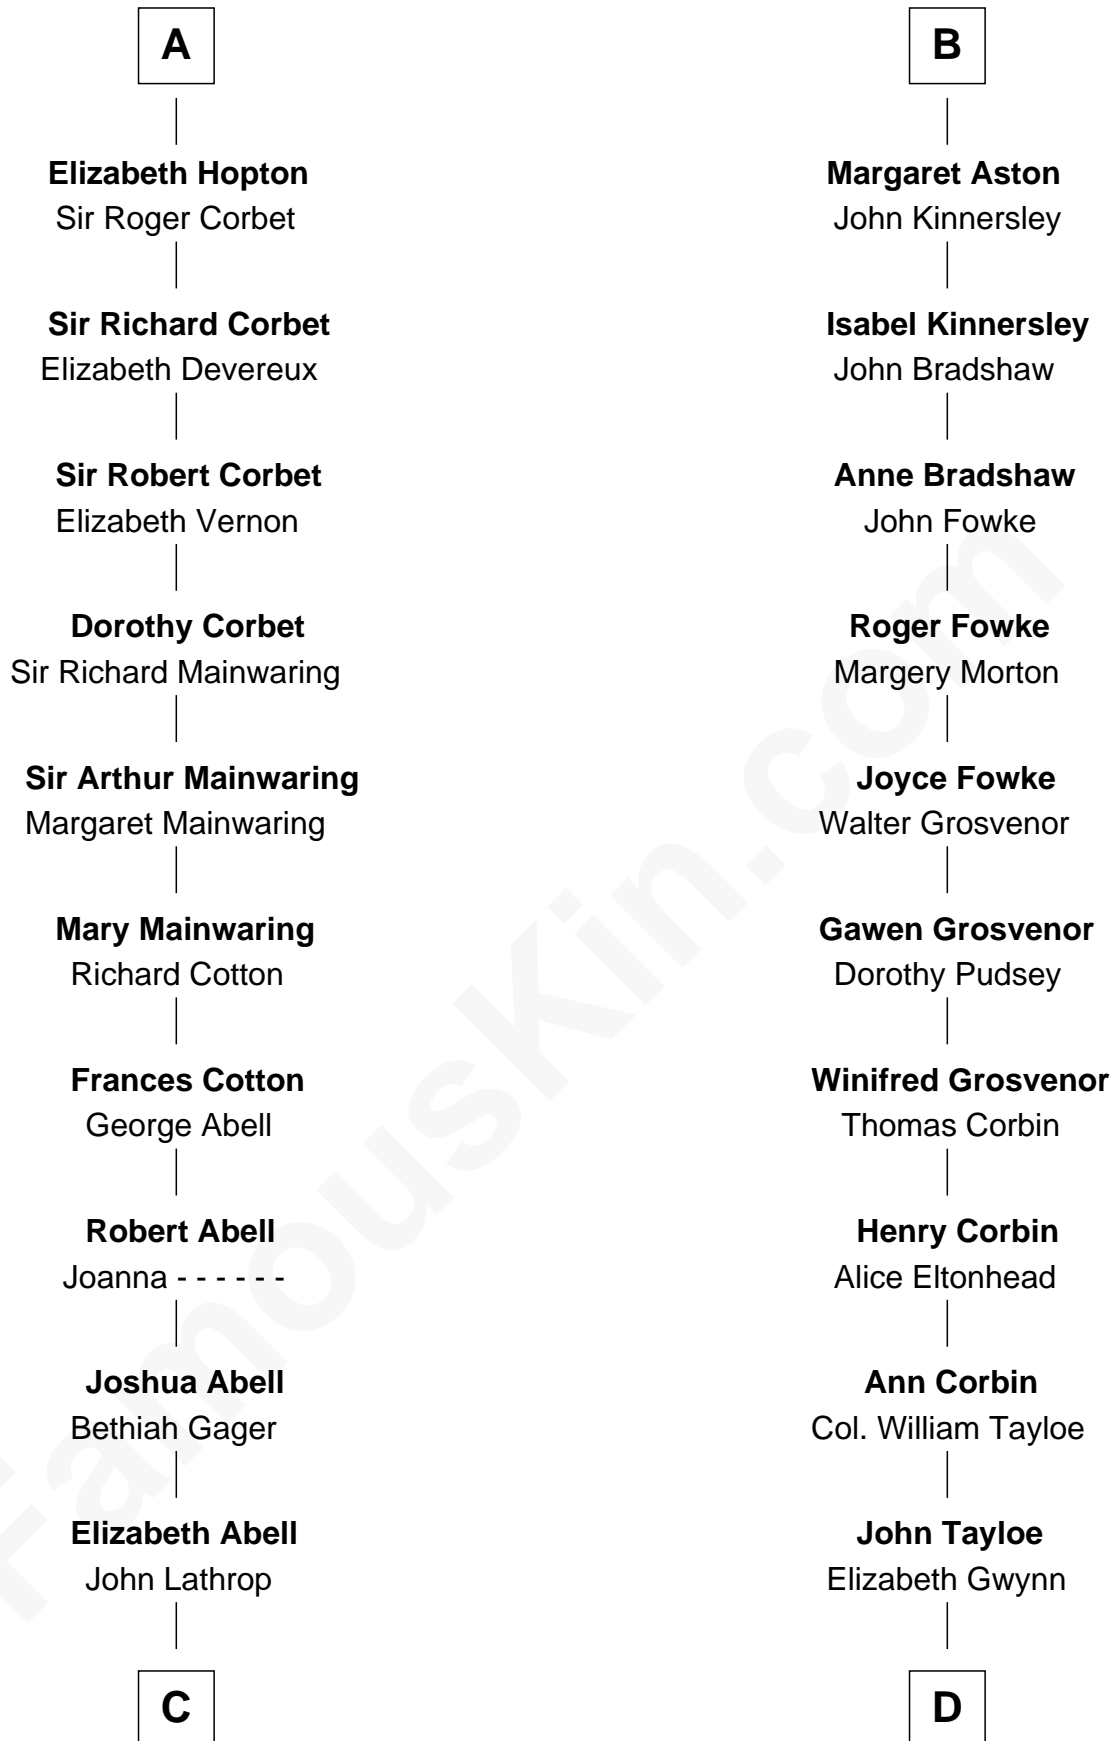 A
Elizabeth Hopton
Sir Roger Corbet
Sir Richard Corbet
Elizabeth Devereux
Sir Robert Corbet
Elizabeth Vernon
Dorothy Corbet
Sir Richard Mainwaring
Sir Arthur Mainwaring
Margaret Mainwaring
Mary Mainwaring
Richard Cotton
Frances Cotton
George Abell
Robert Abell
Joanna - - - - - -
Joshua Abell
Bethiah Gager
Elizabeth Abell
John Lathrop
C
B
Margaret Aston
John Kinnersley
Isabel Kinnersley
John Bradshaw
Anne Bradshaw
John Fowke
Roger Fowke
Margery Morton
Joyce Fowke
Walter Grosvenor
Gawen Grosvenor
Dorothy Pudsey
Winifred Grosvenor
Thomas Corbin
Henry Corbin
Alice Eltonhead
Ann Corbin
Col. William Tayloe
John Tayloe
Elizabeth Gwynn
D
FamousKin.com